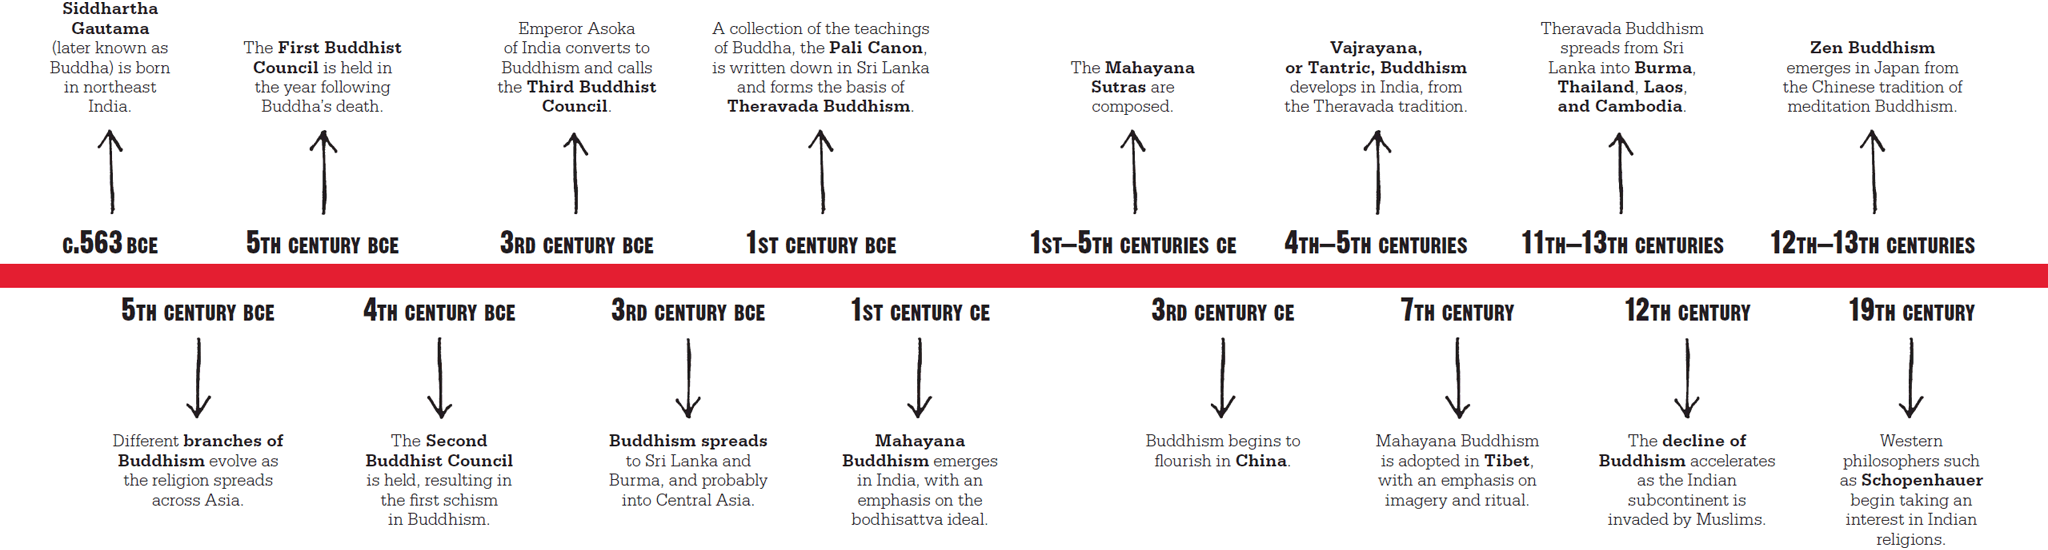 Siddhartha
Gautama
(later known as
Buddha) is born
in northeast
India.
The First Buddhist
Council is held in
the year following
Buddha's death.
Emperor Asoka
of India converts to
Buddhism and calls
the Third Buddhist
Council.
A collection of the teachings
of Buddha, the Pali Canon,
is written down in Sri Lanka
and forms the basis of
Theravada Buddhism.
The Mahayana
Sutras are
composed.
Vajrayana,
or Tantric, Buddhism
develops in India, from
the Theravada tradition.
Theravada Buddhism
spreads from Sri
Lanka into Burma,
Thailand, Laos,
and Cambodia.
Zen Buddhism
emerges in Japan from
the Chinese tradition of
meditation Buddhism.
C.563 BCE
5TH CENTURY BCE
3RD CENTURY BCE
1ST CENTURY BCE
1ST–5TH CENTURIES CE
4TH–5TH CENTURIES
11TH–13TH CENTURIES
12TH–13TH CENTURIES
5TH CENTURY BCE
4TH CENTURY BCE
3RD CENTURY BCE
1ST CENTURY CE
3RD CENTURY CE
7TH CENTURY
12TH CENTURY
19TH CENTURY
Different branches of
Buddhism evolve as
the religion spreads
across Asia.
The Second
Buddhist Council
is held, resulting in
the first schism
in Buddhism.
Buddhism spreads
to Sri Lanka and
Burma, and probably
into Central Asia.
Mahayana
Buddhism emerges
in India, with an
emphasis on the
bodhisattva ideal.
Buddhism begins to
flourish in China.
Mahayana Buddhism
is adopted in Tibet,
with an emphasis on
imagery and ritual.
The decline of
Buddhism accelerates
as the Indian
subcontinent is
invaded by Muslims.
Western
philosophers such
as Schopenhauer
begin taking an
interest in Indian
religions.